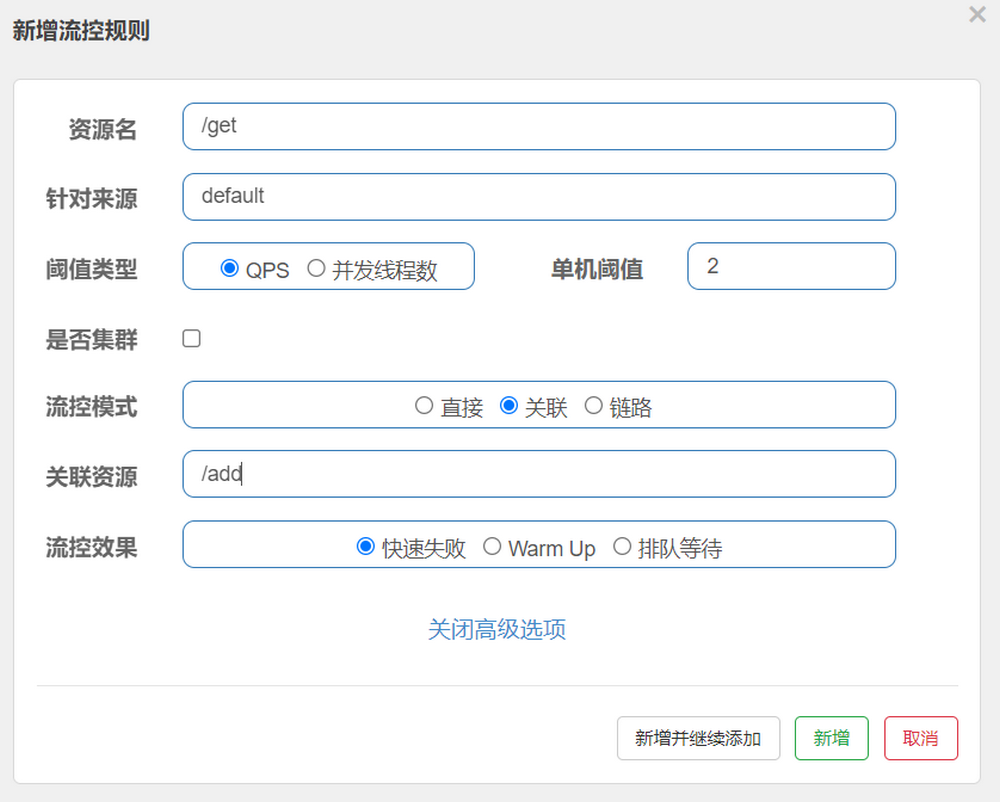 新增流控规则
×
资源名 /get
针对来源 default
阈值类型 QPS 并发线程数 单机阈值 2
是否集群
流控模式 直接 关联 链路
关联资源 /add
流控效果 快速失败 Warm Up 排队等待
关闭高级选项
新增并继续添加 新增 取消